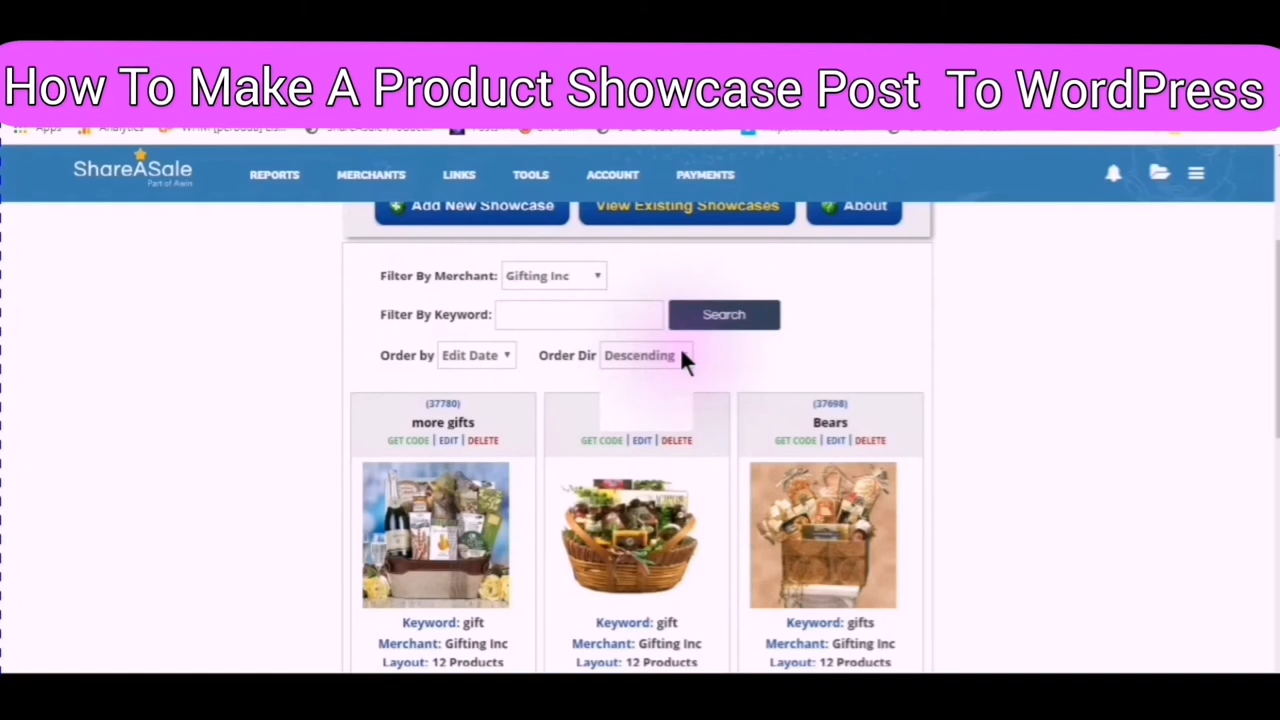 How To Make A Product Showcase Post To WordPress
Apps Analytics
ShareASale
Part of Awin
REPORTS MERCHANTS LINKS TOOLS ACCOUNT PAYMENTS
Add New Showcase View Existing Showcases About
Filter By Merchant: Gifting Inc
Filter By Keyword: Search
Order by Edit Date Order Dir Descending
(37780) (37698)
more gifts Bears
GET CODE | EDIT | DELETE GET CODE | EDIT | DELETE GET CODE | EDIT | DELETE
Keyword: gift Keyword: gift Keyword: gifts
Merchant: Gifting Inc Merchant: Gifting Inc Merchant: Gifting Inc
Layout: 12 Products Layout: 12 Products Layout: 12 Products